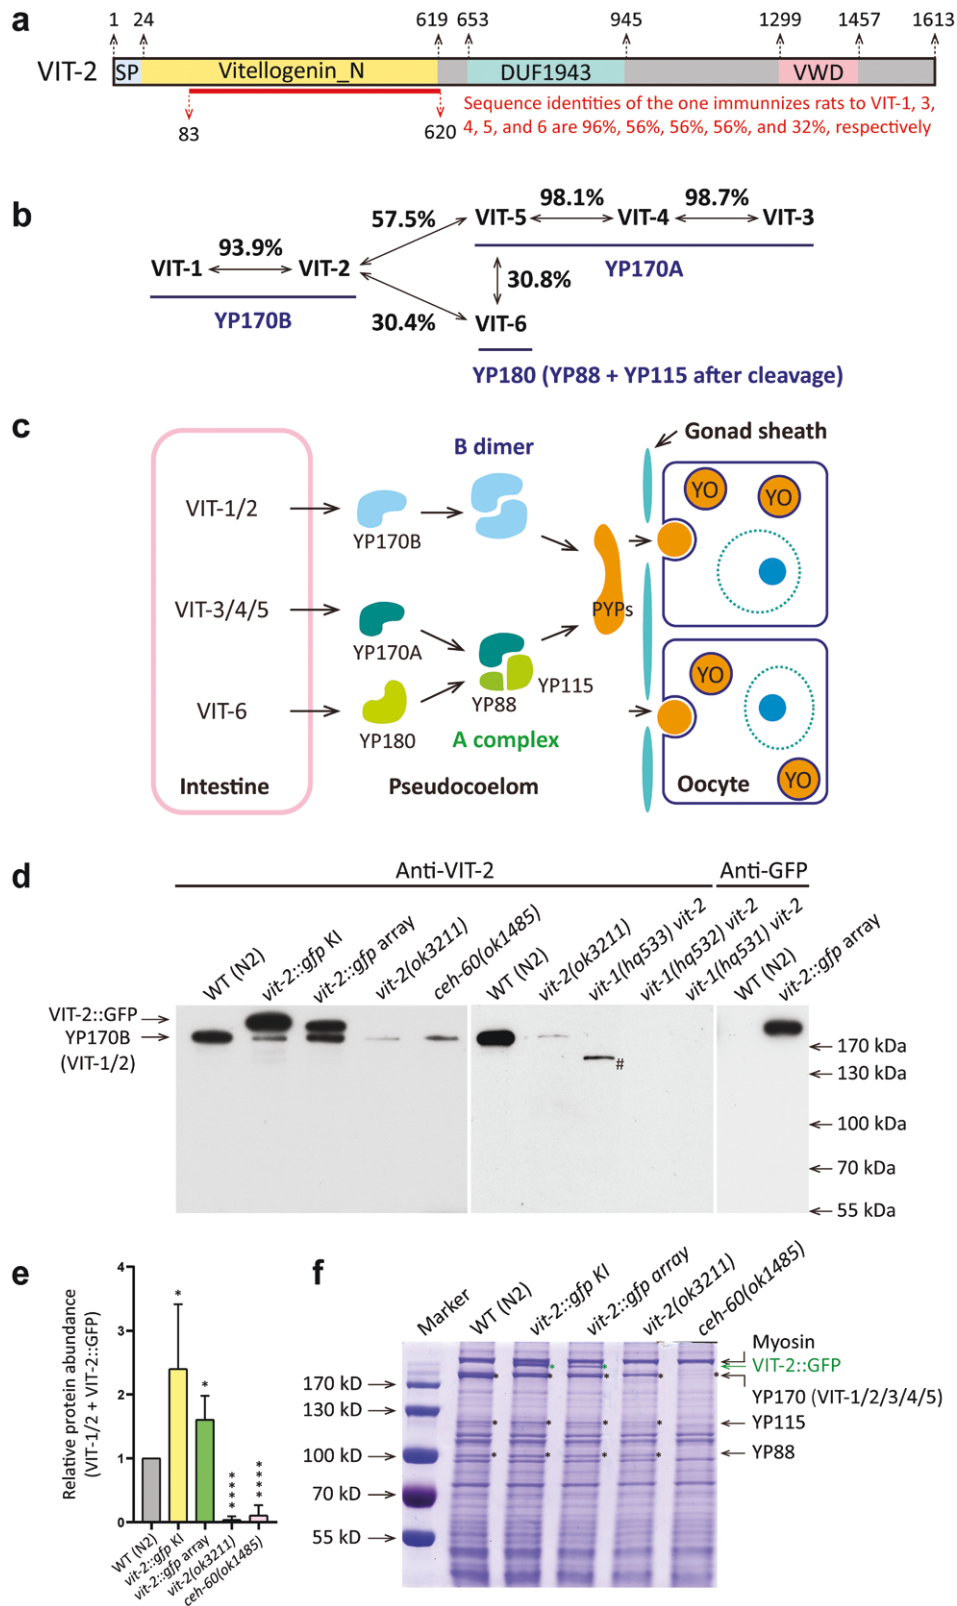 a
1 24 619 653 945 1299 1457 1613
VIT-2 SP Vitellogenin_N DUF1943 VWD
83 620
Sequence identities of the one immunnizes rats to VIT-1, 3,
4, 5, and 6 are 96%, 56%, 56%, 56%, and 32%, respectively
b
98.1% 98.7%
57.5% VIT-5 VIT-4 VIT-3
93.9%
VIT-1 VIT-2
YP170A
30.8%
YP170B
30.4% VIT-6
YP180 (YP88 + YP115 after cleavage)
c
Gonad sheath
B dimer
YO YO
VIT-1/2
YP170B
VIT-3/4/5
PYPs
YP170A
YO
YP115
VIT-6
YP88
YP180
A complex
Intestine Pseudocoelom Oocyte YO
d
Anti-VIT-2 Anti-GFP
WT (N2) vit-2::gfp KI vit-2::gfp array vit-2(ok3211) ceh-60(ok1485) WT (N2) vit-2(ok3211) vit-1(hq533) vit-2 vit-1(hq532) vit-2 vit-1(hq531) vit-2 WT (N2) vit-2::gfp array
VIT-2::GFP
YP170B
(VIT-1/2)
#
170 kDa
130 kDa
100 kDa
70 kDa
55 kDa
e
Relative protein abundance
(VIT-1/2 + VIT-2::GFP)
4
3
2
1
0
*
*
****
****
WT (N2)
vit-2::gfp KI
vit-2::gfp array
vit-2(ok3211)
ceh-60(ok1485)
f
Marker WT (N2) vit-2::gfp KI vit-2::gfp array vit-2(ok3211) ceh-60(ok1485)
Myosin
* * VIT-2::GFP
* * * * *
170 kD
YP170 (VIT-1/2/3/4/5)
130 kD
* * * * YP115
100 kD
* * * * YP88
70 kD
55 kD